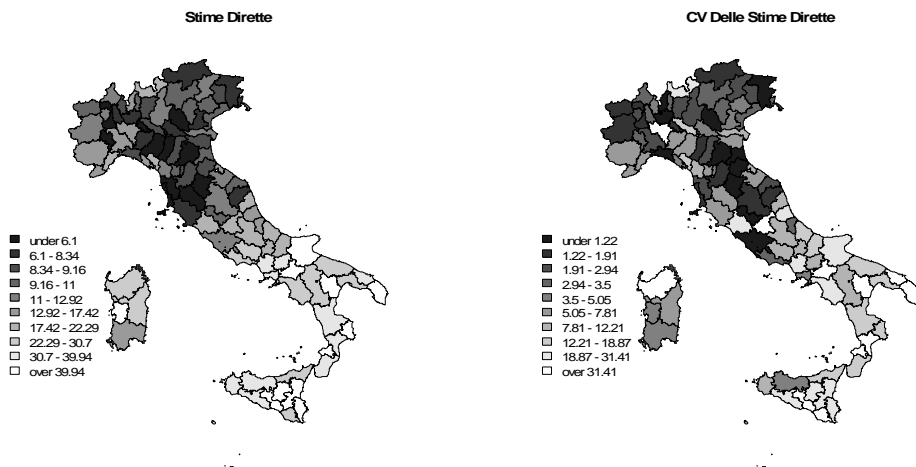 Stime Dirette
under 6.1
6.1 - 8.34
8.34 - 9.16
9.16 - 11
11 - 12.92
12.92 - 17.42
17.42 - 22.29
22.29 - 30.7
30.7 - 39.94
over 39.94
CV Delle Stime Dirette
under 1.22
1.22 - 1.91
1.91 - 2.94
2.94 - 3.5
3.5 - 5.05
5.05 - 7.81
7.81 - 12.21
12.21 - 18.87
18.87 - 31.41
over 31.41